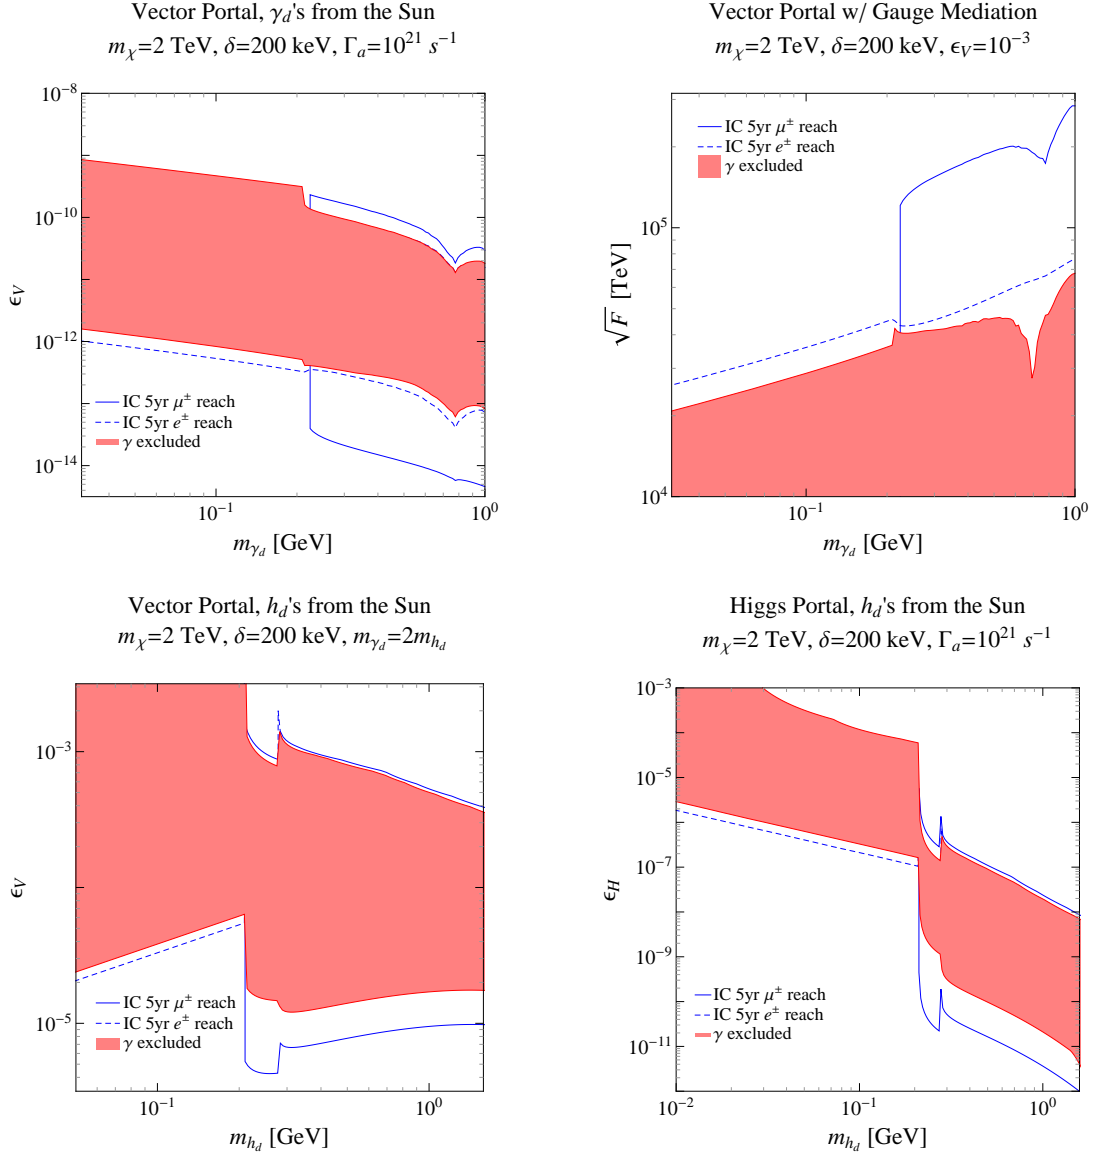 Vector Portal, γ_d's from the Sun
m_χ=2 TeV, δ=200 keV, Γ_a=10^21 s^−1
10^−8
10^−10
10^−12
10^−14
ϵ_V
IC 5yr μ^± reach
IC 5yr e^± reach
γ excluded
10^−1
10^0
m_γ_d [GeV]
Vector Portal w/ Gauge Mediation
m_χ=2 TeV, δ=200 keV, ϵ_V=10^−3
IC 5yr μ^± reach
IC 5yr e^± reach
γ excluded
10^5
10^4
√F [TeV]
10^−1
10^0
m_γ_d [GeV]
Vector Portal, h_d's from the Sun
m_χ=2 TeV, δ=200 keV, m_γ_d=2m_h_d
10^−3
10^−5
ϵ_V
IC 5yr μ^± reach
IC 5yr e^± reach
γ excluded
10^−1
10^0
m_h_d [GeV]
Higgs Portal, h_d's from the Sun
m_χ=2 TeV, δ=200 keV, Γ_a=10^21 s^−1
10^−3
10^−5
10^−7
10^−9
10^−11
ϵ_H
IC 5yr μ^± reach
IC 5yr e^± reach
γ excluded
10^−2
10^−1
10^0
m_h_d [GeV]